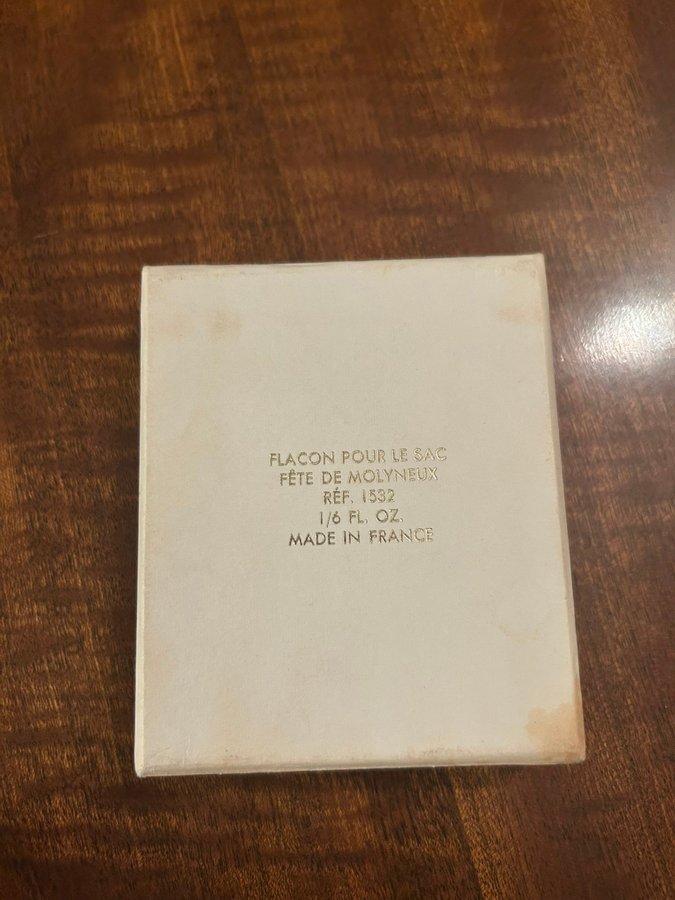 FLACON POUR LE SAC
FÊTE DE MOLYNEUX
RÉF. 1532
1/6 FL. OZ.
MADE IN FRANCE